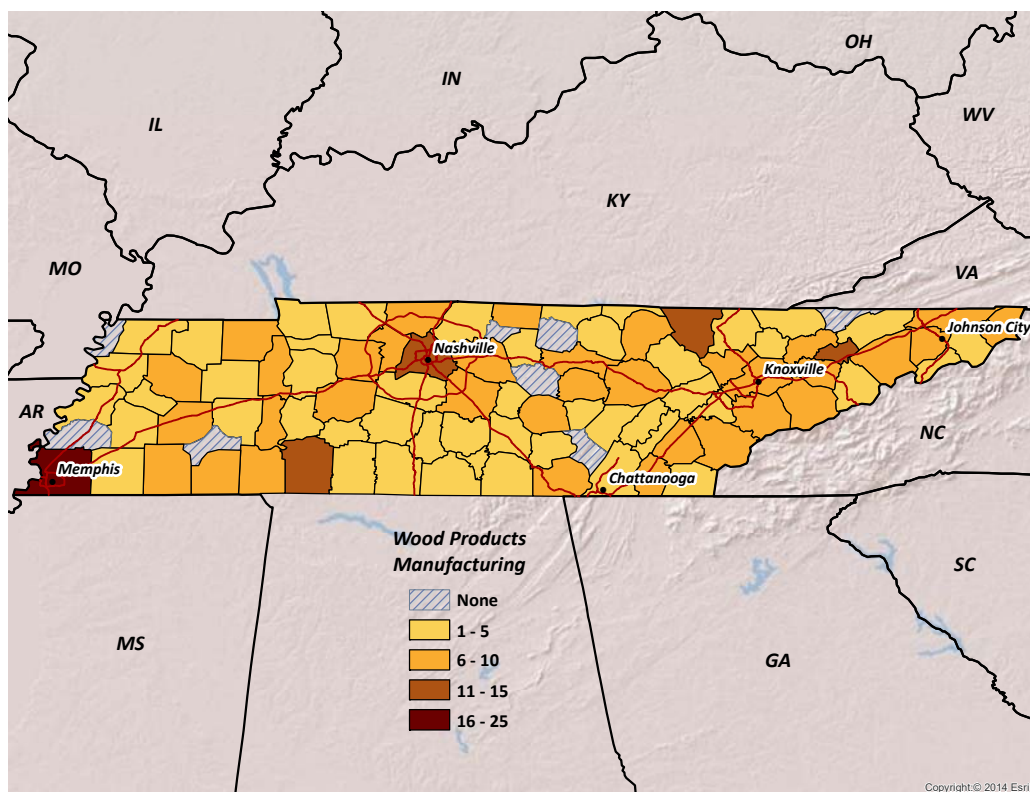 OH
IN
WV
IL
KY
MO
VA
Johnson City
Nashville
Knoxville
AR
NC
Memphis
Chattanooga
Wood Products
Manufacturing
None
1 - 5
6 - 10
11 - 15
16 - 25
SC
MS
GA
Copyright:© 2014 Esri